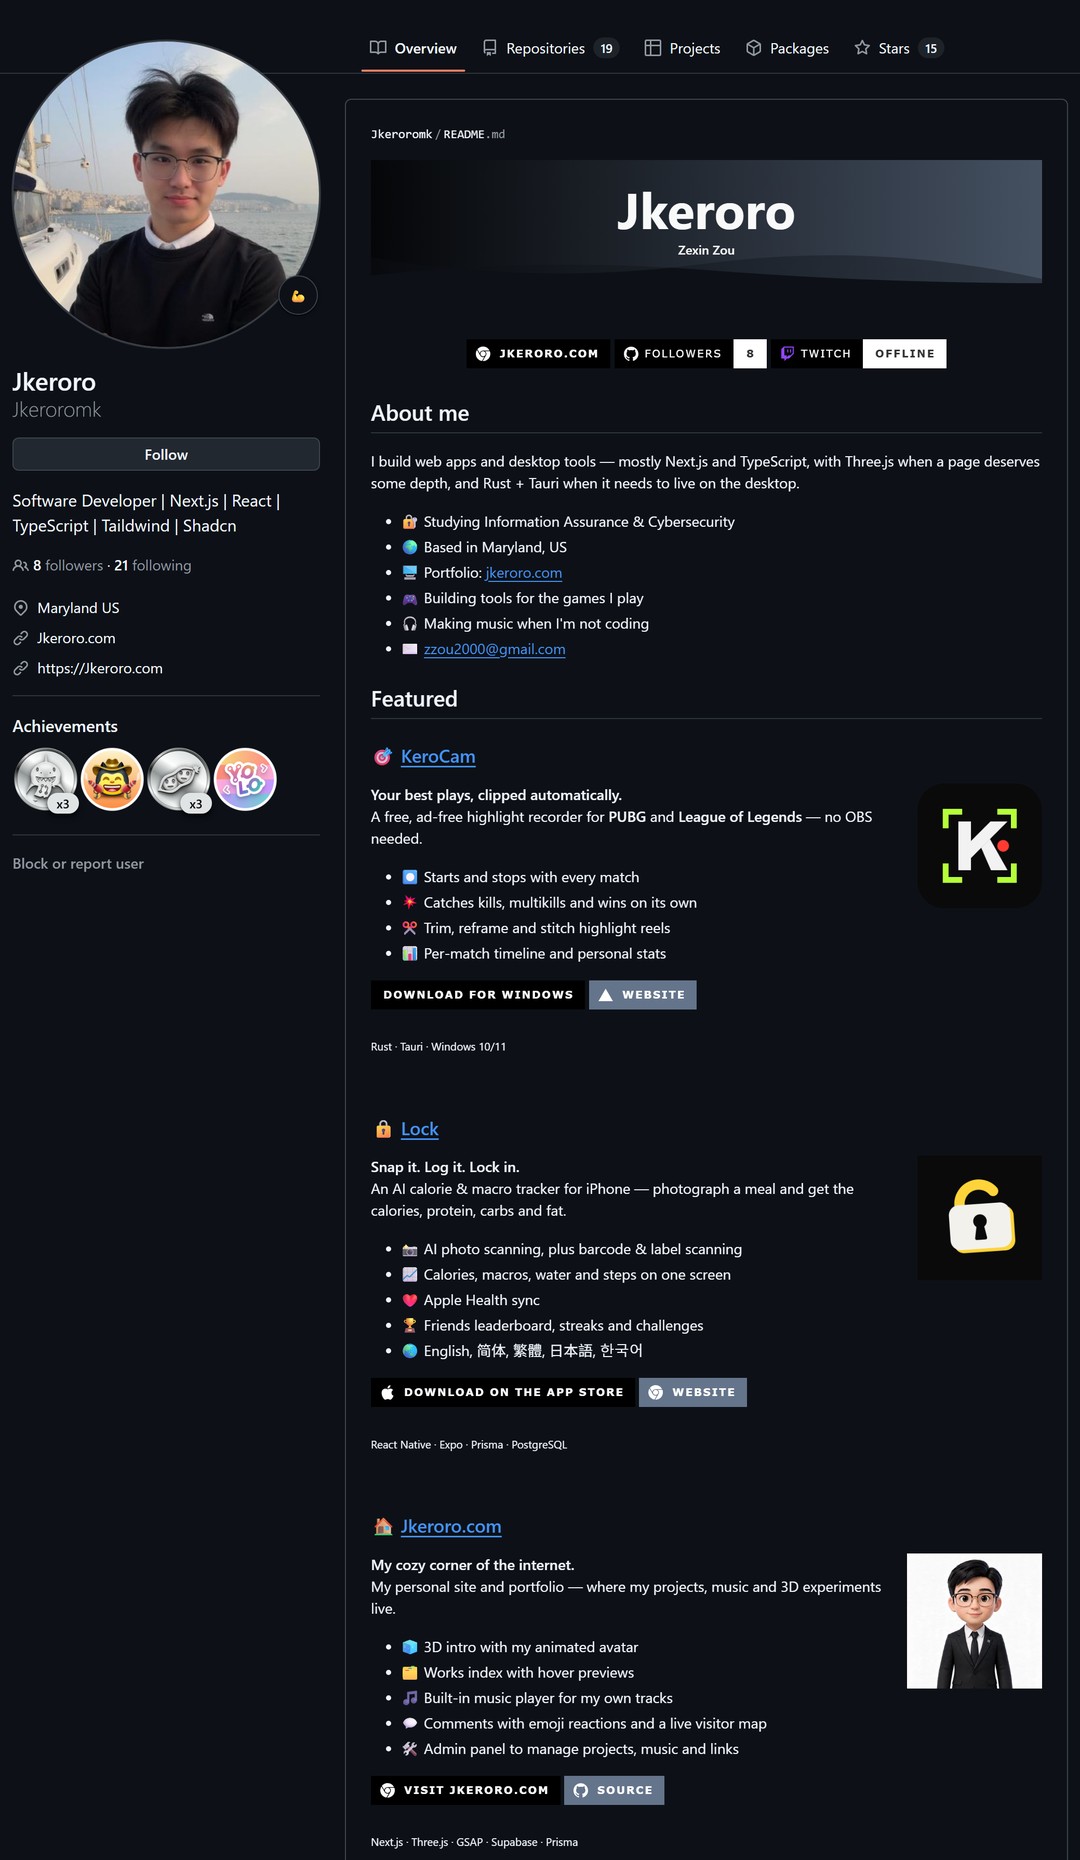 Overview
Repositories 19
Projects
Packages
Stars 15
Jkeroro
Jkeroromk
Follow
Software Developer | Next.js | React |
TypeScript | Taildwind | Shadcn
8 followers · 21 following
Maryland US
Jkeroro.com
https://Jkeroro.com
Achievements
x3
x3
YOLO
Block or report user
Jkeroromk / README.md
Jkeroro
Zexin Zou
JKERORO.COM
FOLLOWERS 8
TWITCH OFFLINE
About me
I build web apps and desktop tools — mostly Next.js and TypeScript, with Three.js when a page deserves
some depth, and Rust + Tauri when it needs to live on the desktop.
Studying Information Assurance & Cybersecurity
Based in Maryland, US
Portfolio: jkeroro.com
Building tools for the games I play
Making music when I'm not coding
zzou2000@gmail.com
Featured
KeroCam
Your best plays, clipped automatically.
A free, ad-free highlight recorder for PUBG and League of Legends — no OBS
needed.
K
Starts and stops with every match
Catches kills, multikills and wins on its own
Trim, reframe and stitch highlight reels
Per-match timeline and personal stats
DOWNLOAD FOR WINDOWS
WEBSITE
Rust · Tauri · Windows 10/11
Lock
Snap it. Log it. Lock in.
An AI calorie & macro tracker for iPhone — photograph a meal and get the
calories, protein, carbs and fat.
AI photo scanning, plus barcode & label scanning
Calories, macros, water and steps on one screen
Apple Health sync
Friends leaderboard, streaks and challenges
English, 简体, 繁體, 日本語, 한국어
DOWNLOAD ON THE APP STORE
WEBSITE
React Native · Expo · Prisma · PostgreSQL
Jkeroro.com
My cozy corner of the internet.
My personal site and portfolio — where my projects, music and 3D experiments
live.
3D intro with my animated avatar
Works index with hover previews
Built-in music player for my own tracks
Comments with emoji reactions and a live visitor map
Admin panel to manage projects, music and links
VISIT JKERORO.COM
SOURCE
Next.js · Three.js · GSAP · Supabase · Prisma